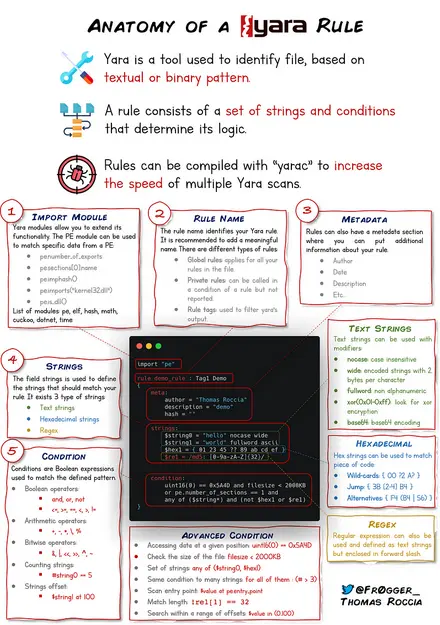 ANATOMY OF A yara RULE
Yara is a tool used to identify file, based on
textual or binary pattern.
A rule consists of a set of strings and conditions
that determine its logic.
Rules can be compiled with "yarac" to increase
the speed of multiple Yara scans.
1
IMPORT MODULE
Yara modules allow you to extend its
functionality. The PE module can be used
to match specific data from a PE:
pe.number_of_exports
pe.sections[0].name
pe.imphash()
pe.imports("kernel32.dll")
pe.is_dll()
List of modules: pe, elf, hash, math,
cuckoo, dotnet, time
2
RULE NAME
The rule name identifies your Yara rule.
It is recommended to add a meaningful
name. There are different types of rules:
Global rules: applies for all your
rules in the file.
Private rules: can be called in
a condition of a rule but not
reported.
Rule tags: used to filter yara's
output.
3
METADATA
Rules can also have a metadata section
where you can put additional
information about your rule.
Author
Date
Description
Etc.
4
STRINGS
The field strings is used to define
the strings that should match your
rule. It exists 3 type of strings:
Text strings
Hexadecimal strings
Regex
5
CONDITION
Conditions are Boolean expressions
used to match the defined pattern.
Boolean operators:
and, or, not
<=, >=, ==, <, >, !=
Arithmetic operators:
+, -, *, \, %
Bitwise operators:
&, |, <<, >>, ^, ~
Counting strings:
#string0 == 5
Strings offset:
$string1 at 100
import "pe"
rule demo_rule : Tag1 Demo
{
meta:
author = "Thomas Roccia"
description = "demo"
hash = ""
strings:
$string0 = "hello" nocase wide
$string1 = "world" fullword ascii
$hex1 = { 01 23 45 ?? 89 ab cd ef }
$re1 = /md5: [0-9a-zA-Z]{32}/
condition:
uint16(0) == 0x5A4D and filesize < 2000KB
or pe.number_of_sections == 1 and
any of ($string*) and (not $hex1 or $re1)
}
TEXT STRINGS
Text strings can be used with
modifiers:
nocase: case insensitive
wide: encoded strings with 2
bytes per character
fullword: non alphanumeric
xor(0x01-0xff): look for xor
encryption
base64: base64 encoding
HEXADECIMAL
Hex strings can be used to match
piece of code
Wild-cards: { 00 ?2 A? }
Jump: { 3B [2-4] B4 }
Alternatives: { F4 (B4 | 56) }
REGEX
Regular expression can also be
used and defined as text strings
but enclosed in forward slash.
ADVANCED CONDITION
Accessing data at a given position: uint16(0) == 0x5A4D
Check the size of the file: filesize < 2000KB
Set of strings: any of ($string0, $hex1)
Same condition to many strings: for all of them : (# > 3)
Scan entry point: $value at pe.entry_point
Match length: !re1[1] == 32
Search within a range of offsets: $value in (0..100)
@FR0GGER_
THOMAS ROCCIA